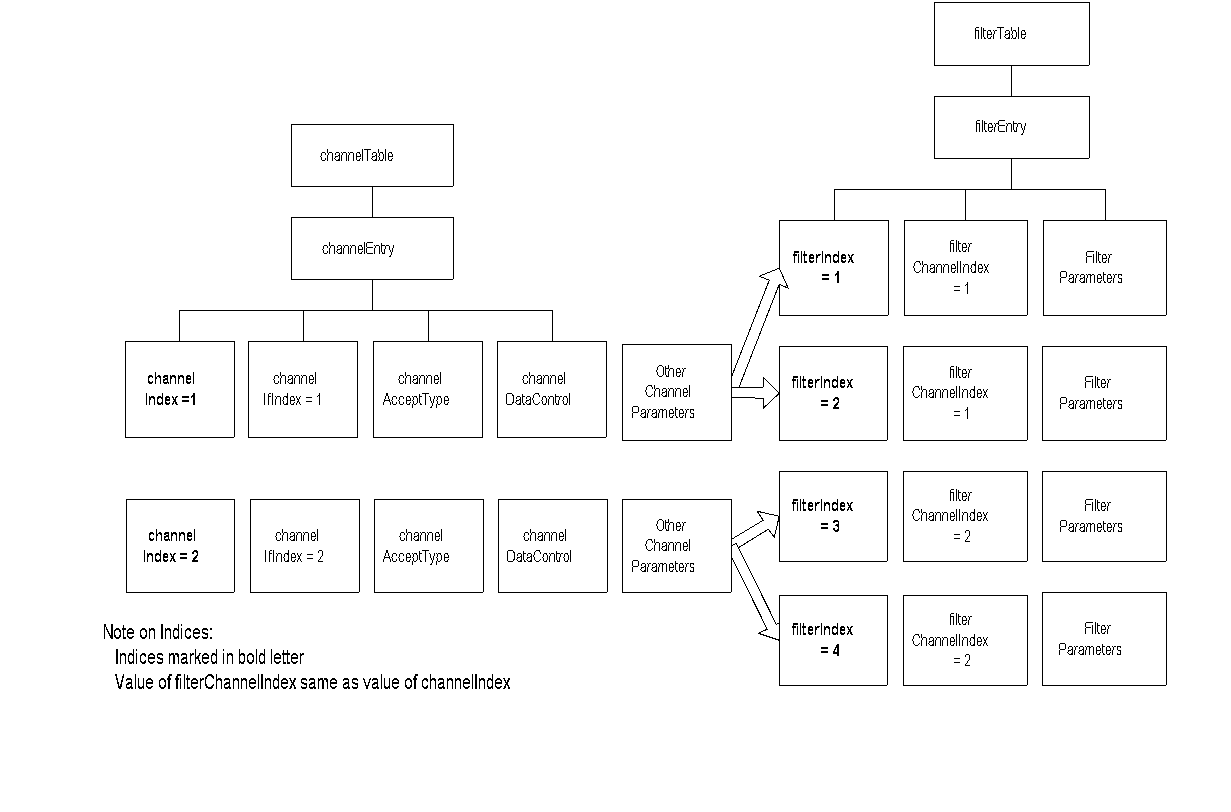 filterTable
filterEntry
channelTable
channelEntry
filterIndex
= 1
filter
ChannelIndex
= 1
Filter
Parameters
channel
Index =1
channel
IfIndex = 1
channel
AcceptType
channel
DataControl
Other
Channel
Parameters
filterIndex
= 2
filter
ChannelIndex
= 1
Filter
Parameters
filterIndex
= 3
filter
ChannelIndex
= 2
Filter
Parameters
channel
Index = 2
channel
IfIndex = 2
channel
AcceptType
channel
DataControl
Other
Channel
Parameters
filterIndex
= 4
filter
ChannelIndex
= 2
Filter
Parameters
Note on Indices:
Indices marked in bold letter
Value of filterChannelIndex same as value of channelIndex